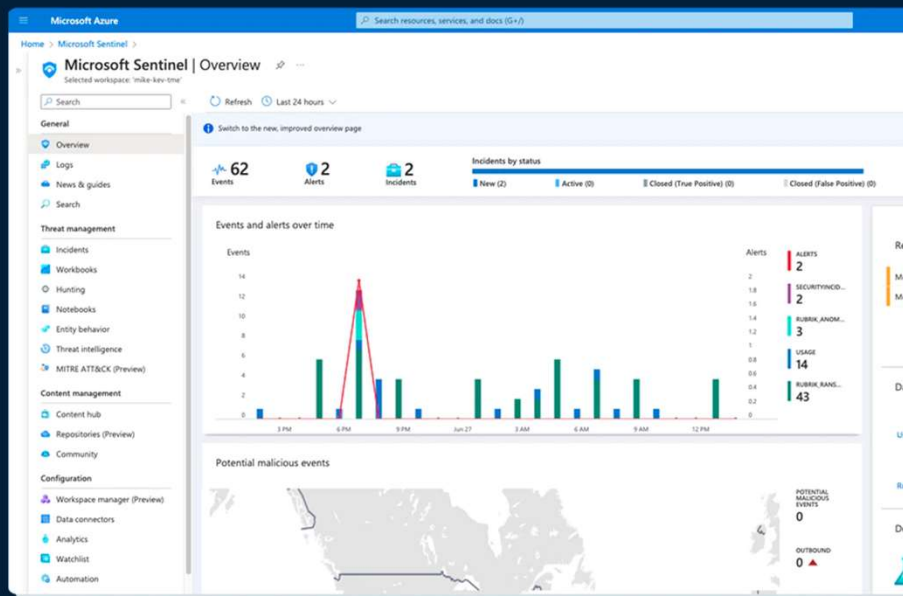 Microsoft Azure
Search resources, services, and docs (G+/)
Home > Microsoft Sentinel >
Microsoft Sentinel | Overview
Selected workspace: 'mike-kev-tme'
Search
General
Overview
Logs
News & guides
Search
Threat management
Incidents
Workbooks
Hunting
Notebooks
Entity behavior
Threat intelligence
MITRE ATT&CK (Preview)
Content management
Content hub
Repositories (Preview)
Community
Configuration
Workspace manager (Preview)
Data connectors
Analytics
Watchlist
Automation
Refresh Last 24 hours
Switch to the new, improved overview page
62
Events
2
Alerts
2
Incidents
Incidents by status
New (2) Active (0) Closed (True Positive) (0) Closed (False Positive) (0)
Events and alerts over time
Events
14
12
10
8
6
4
2
0
Alerts
2
1.8
1.6
1.4
1.2
1
0.8
0.6
0.4
0.2
0
3 PM 6 PM 9 PM Jun 27 3 AM 6 AM 9 AM 12 PM
ALERTS
2
SECURITYINCID...
2
RUBRIK_ANOM...
3
USAGE
14
RUBRIK_RANS...
43
Potential malicious events
POTENTIAL
MALICIOUS
EVENTS
0
OUTBOUND
0